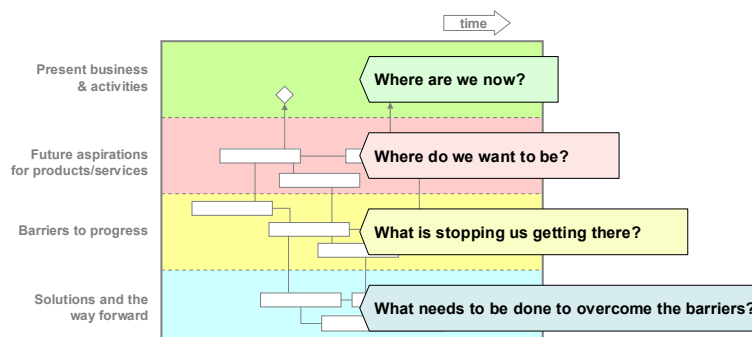 time
Present business
& activities
Where are we now?
Future aspirations
for products/services
Where do we want to be?
Barriers to progress
What is stopping us getting there?
Solutions and the
way forward
What needs to be done to overcome the barriers?